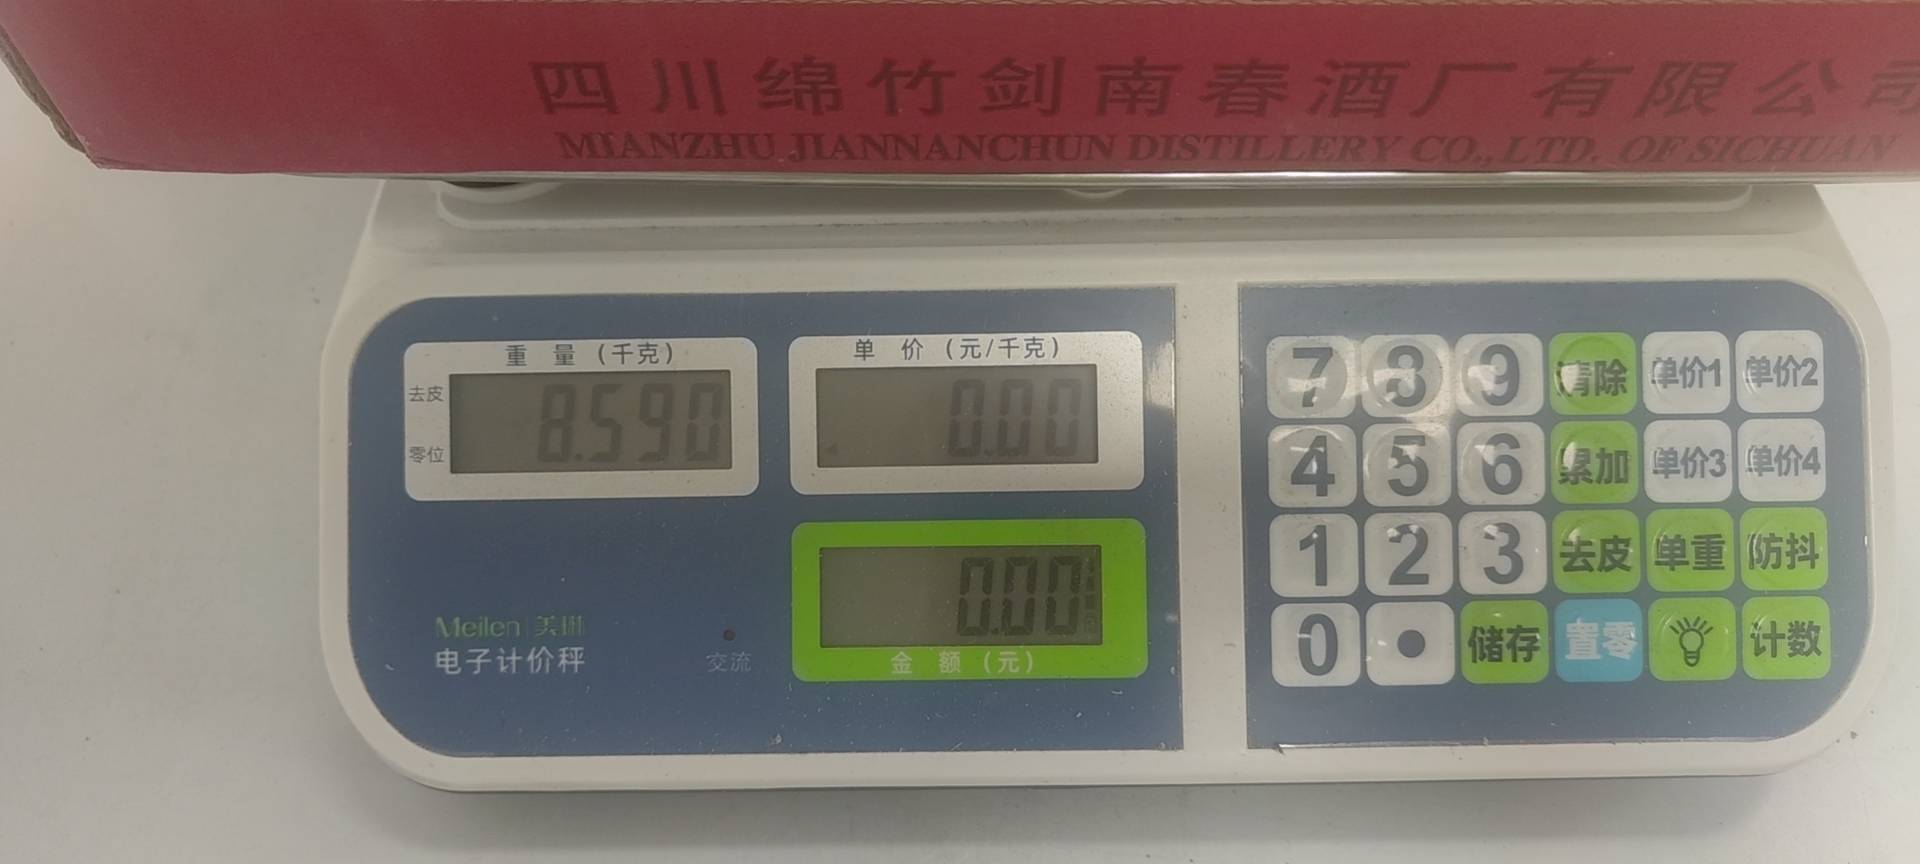 四川绵竹剑南春酒厂有限公司
MIANZHU JIANNANCHUN DISTILLERY CO.,LTD. OF SICHUAN
重 量 (千克)
去皮
零位
8.590
单 价 (元/千克)
0.00
0.00
金 额 (元)
Meilen 美琳
电子计价秤
交流
7 8 9 清除 单价1 单价2
4 5 6 累加 单价3 单价4
1 2 3 去皮 单重 防抖
0 • 储存 置零 计数